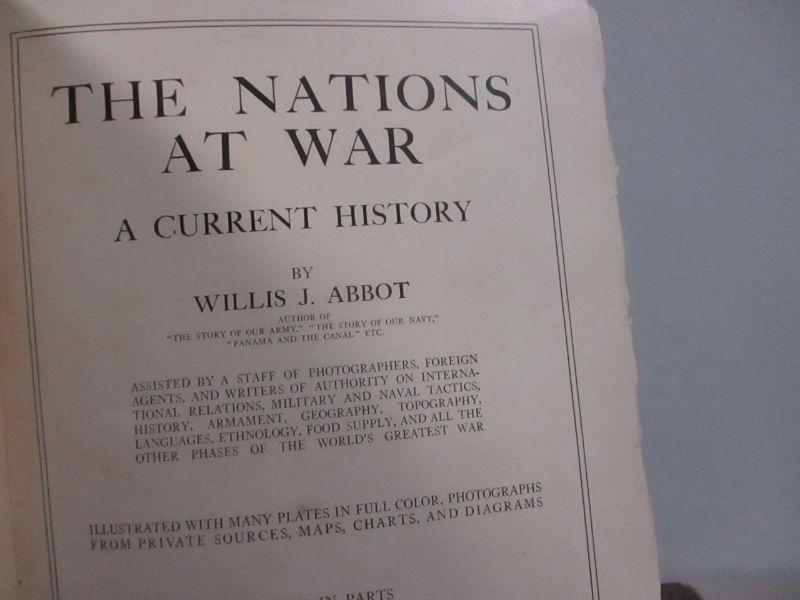 THE NATIONS
AT WAR
A CURRENT HISTORY
BY
WILLIS J. ABBOT
AUTHOR OF
"THE STORY OF OUR ARMY," "THE STORY OF OUR NAVY,"
"PANAMA AND THE CANAL" ETC.
ASSISTED BY A STAFF OF PHOTOGRAPHERS, FOREIGN
AGENTS, AND WRITERS OF AUTHORITY ON INTERNA-
TIONAL RELATIONS, MILITARY AND NAVAL TACTICS,
HISTORY, ARMAMENT, GEOGRAPHY, TOPOGRAPHY,
LANGUAGES, ETHNOLOGY, FOOD SUPPLY, AND ALL THE
OTHER PHASES OF THE WORLD'S GREATEST WAR
ILLUSTRATED WITH MANY PLATES IN FULL COLOR, PHOTOGRAPHS
FROM PRIVATE SOURCES, MAPS, CHARTS, AND DIAGRAMS
IN PARTS